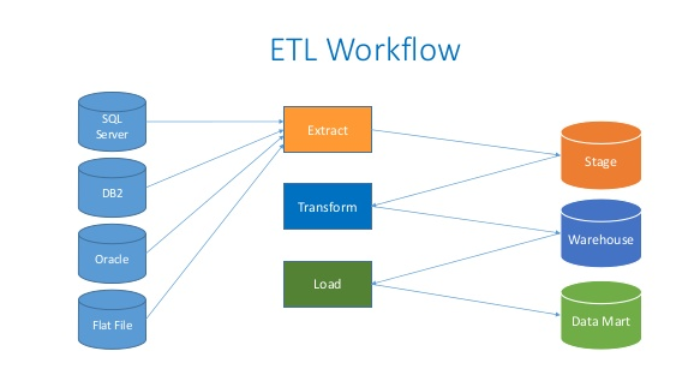 ETL Workflow
SQL
Server
DB2
Oracle
Flat File
Extract
Transform
Load
Stage
Warehouse
Data Mart